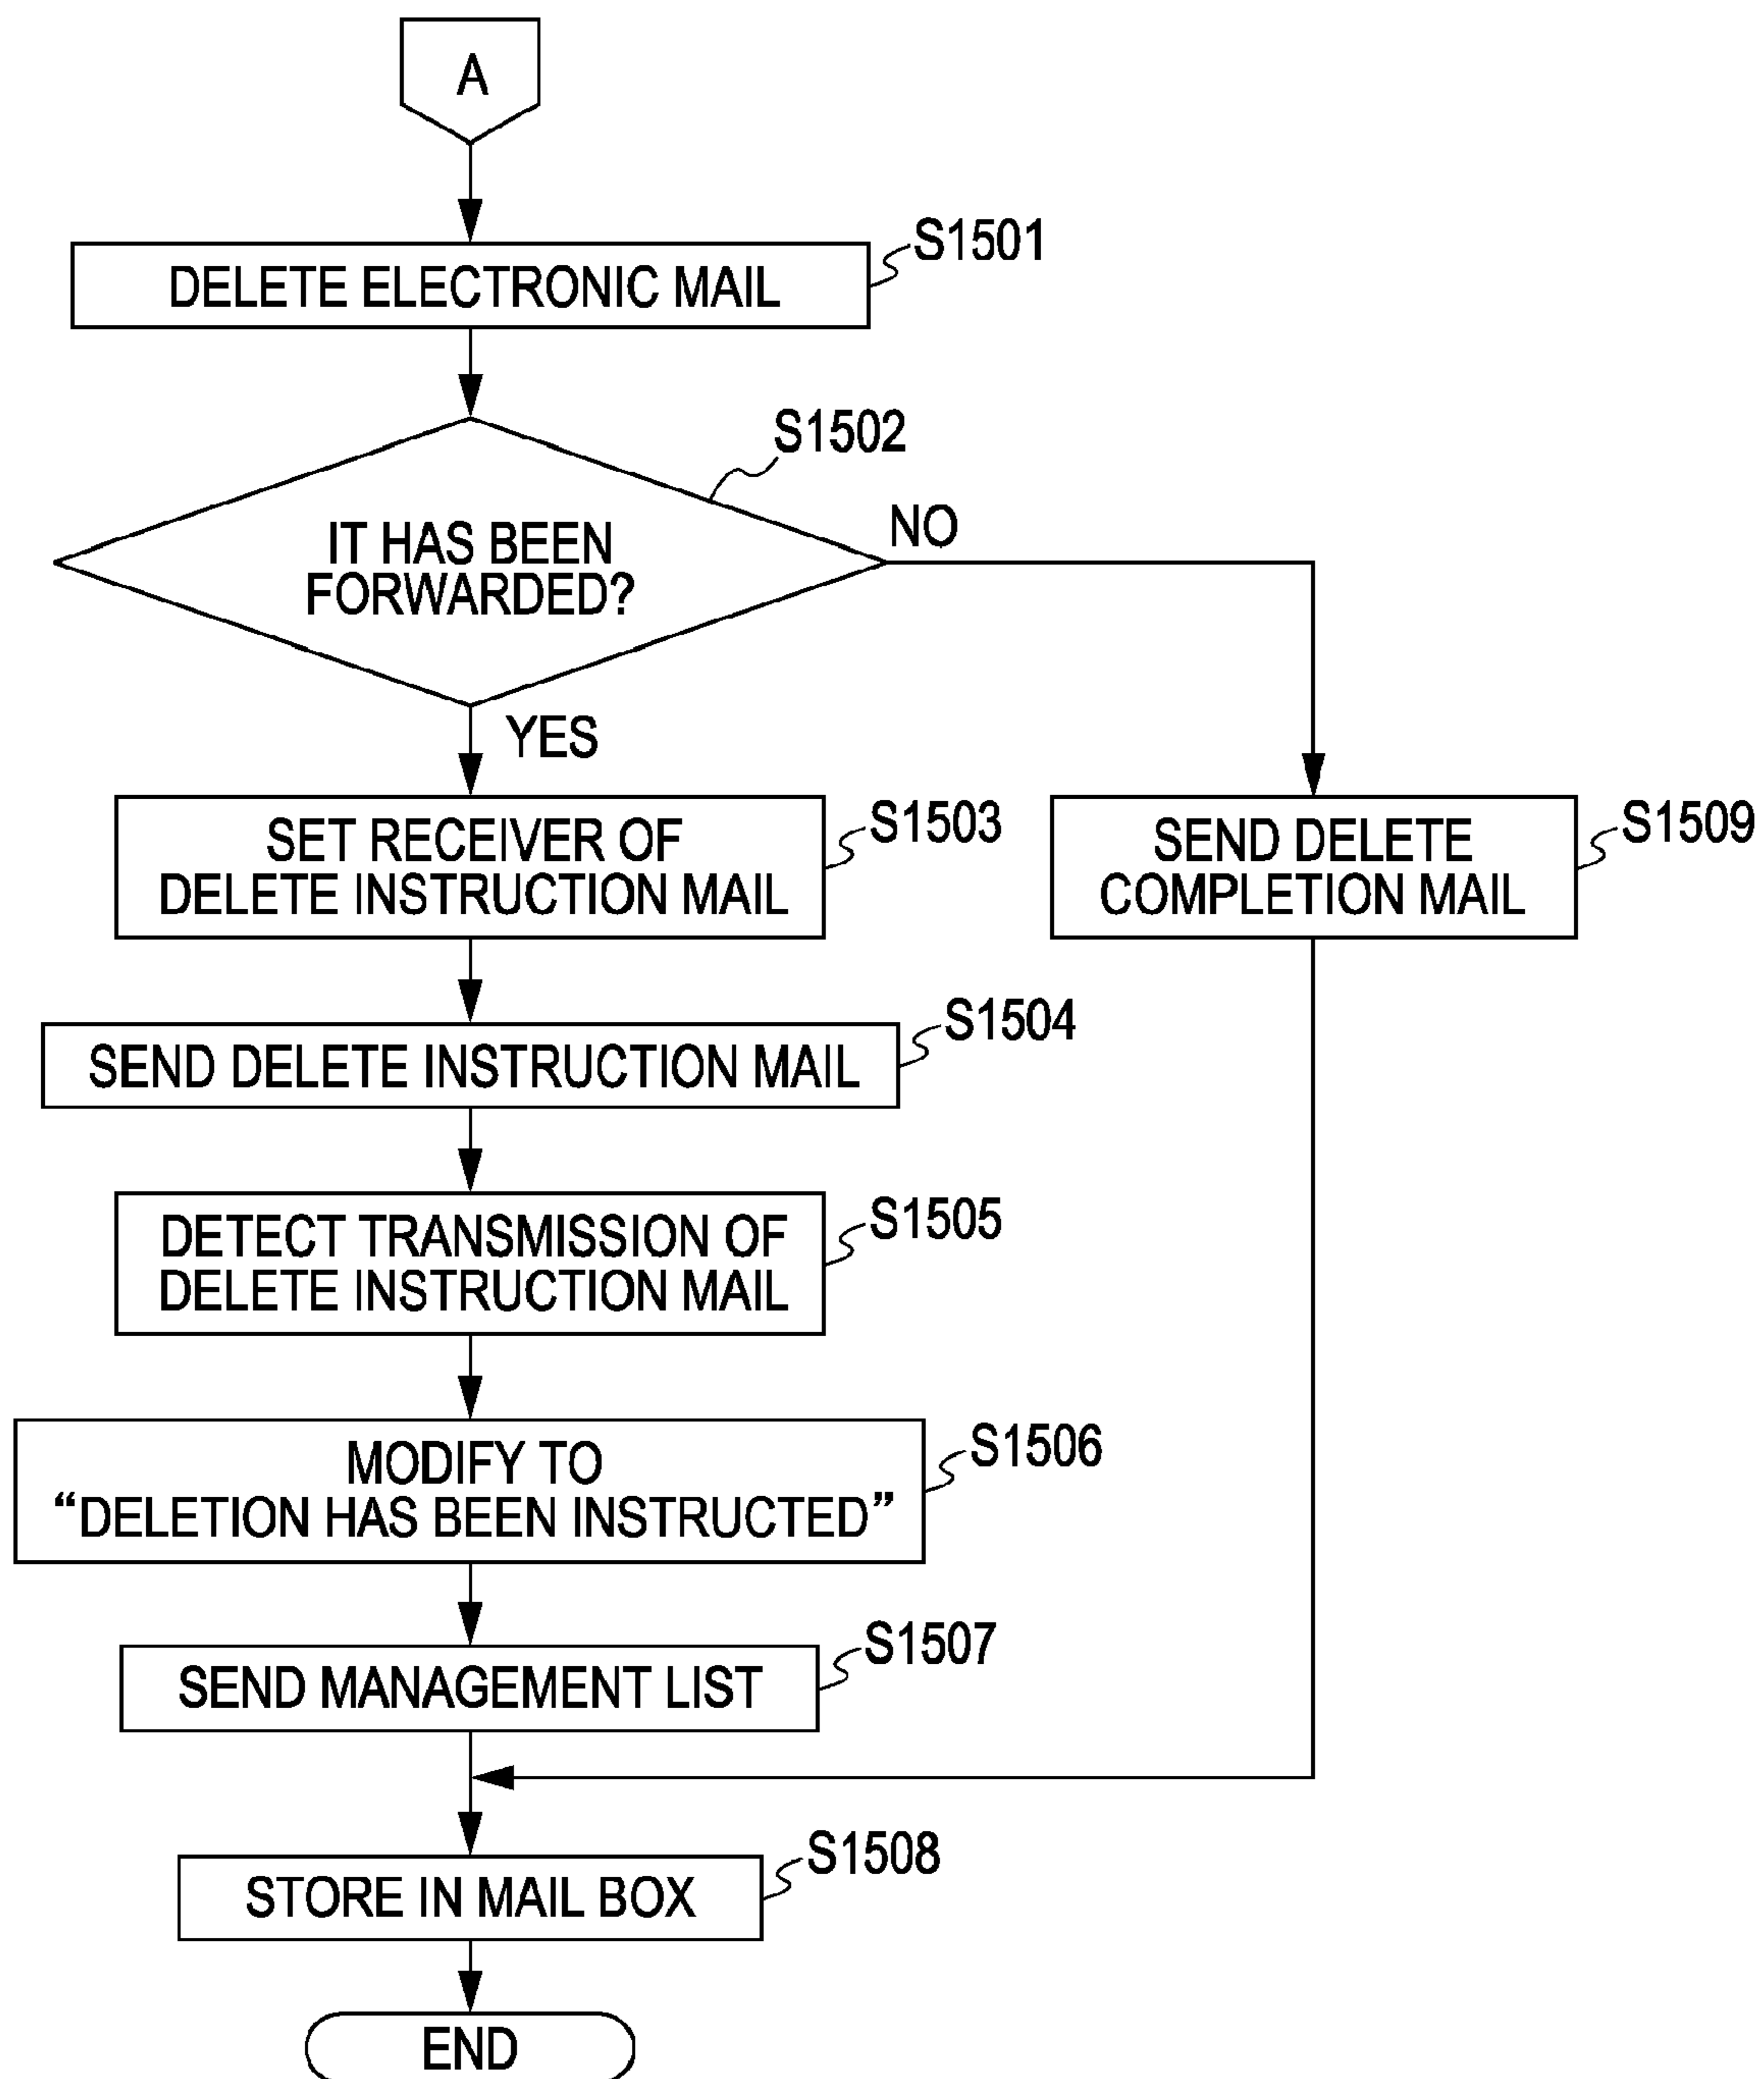 A
S1501
DELETE ELECTRONIC MAIL
S1502
IT HAS BEEN
FORWARDED?
NO
YES
S1503
SET RECEIVER OF
DELETE INSTRUCTION MAIL
S1509
SEND DELETE
COMPLETION MAIL
S1504
SEND DELETE INSTRUCTION MAIL
S1505
DETECT TRANSMISSION OF
DELETE INSTRUCTION MAIL
S1506
MODIFY TO
“DELETION HAS BEEN INSTRUCTED”
S1507
SEND MANAGEMENT LIST
S1508
STORE IN MAIL BOX
END